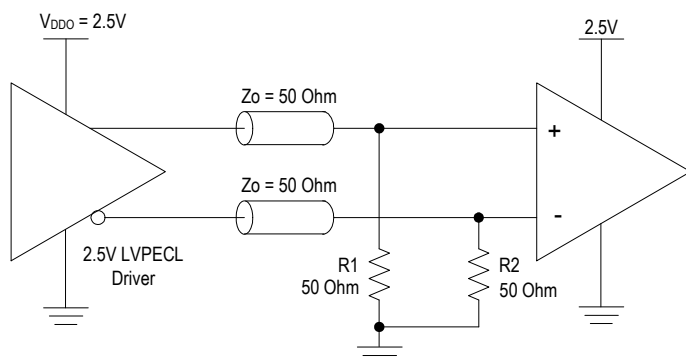 VDDO = 2.5V
2.5V
Zo = 50 Ohm
+
Zo = 50 Ohm
-
2.5V LVPECL
Driver
R1
50 Ohm
R2
50 Ohm